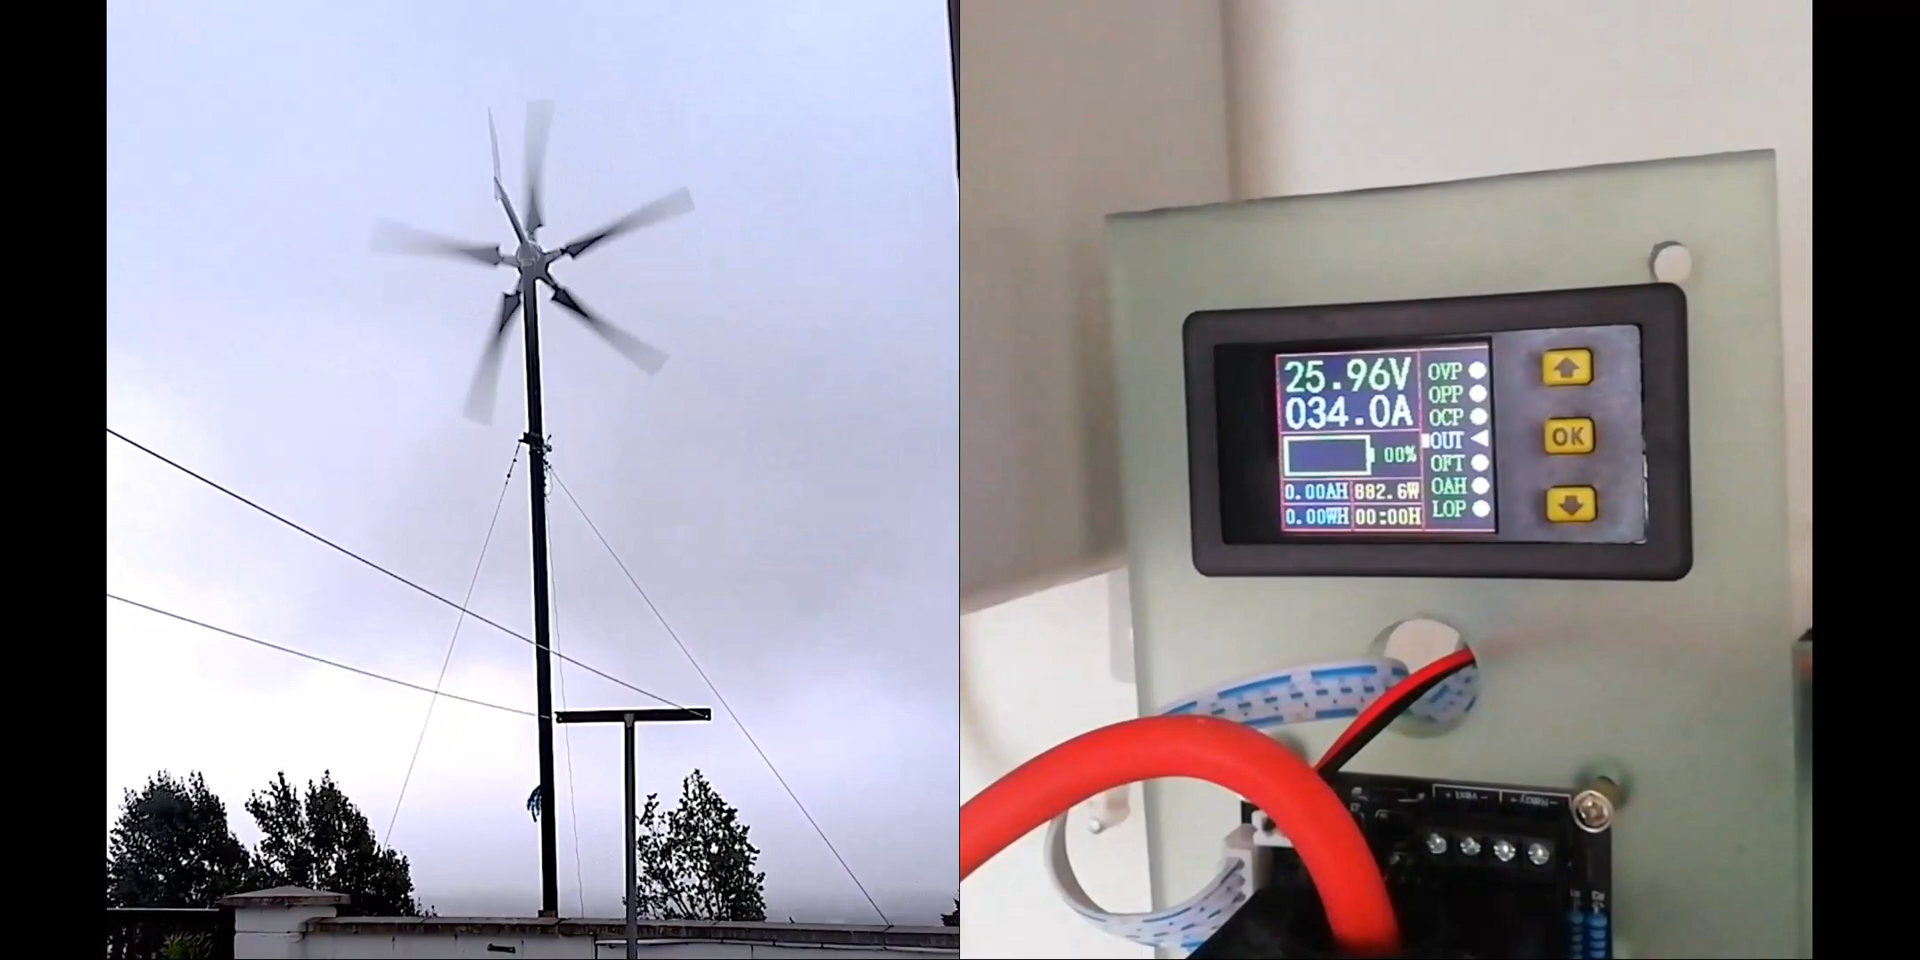 25.96V
034.0A
00%
0.00AH 882.6W
0.00WH 00:00H
OVP
OPP
OCP
OUT
OFT
OAH
LOP
OK